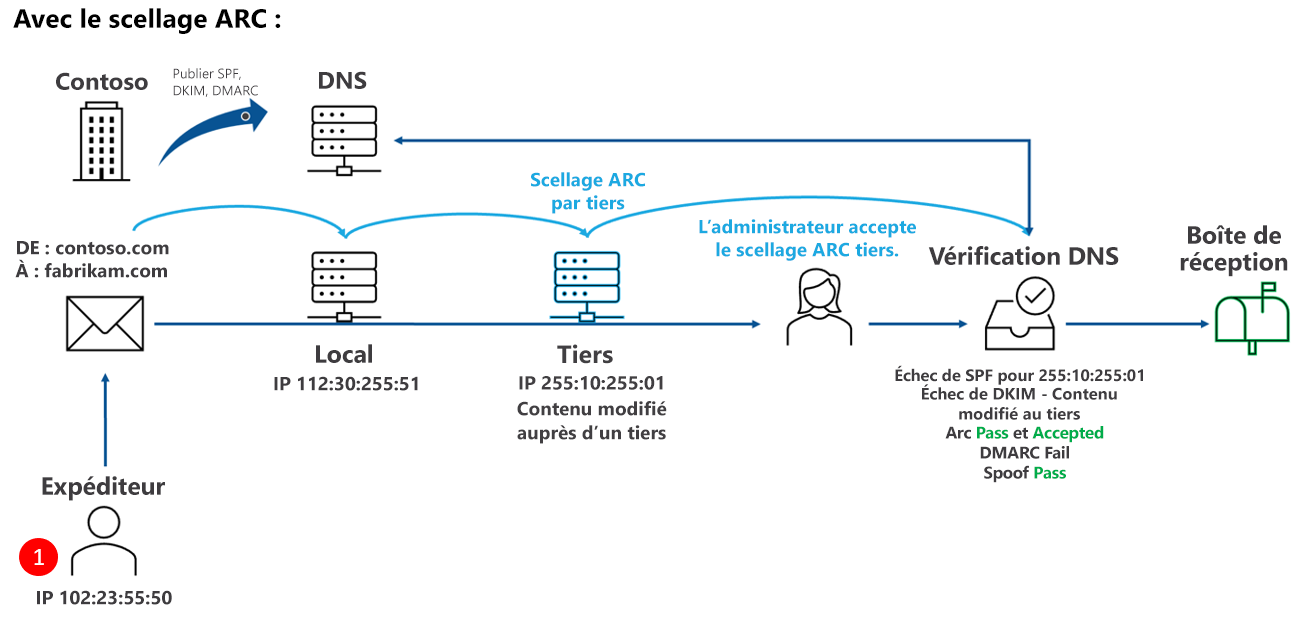 Avec le scellage ARC :
Contoso
Publier SPF,
DKIM, DMARC
DNS
Scellage ARC
par tiers
L’administrateur accepte
le scellage ARC tiers.
DE : contoso.com
À : fabrikam.com
Vérification DNS
Boîte de
réception
Local
IP 112:30:255:51
Tiers
IP 255:10:255:01
Contenu modifié
auprès d’un tiers
Échec de SPF pour 255:10:255:01
Échec de DKIM - Contenu
modifié au tiers
Arc Pass et Accepted
DMARC Fail
Spoof Pass
Expéditeur
1
IP 102:23:55:50